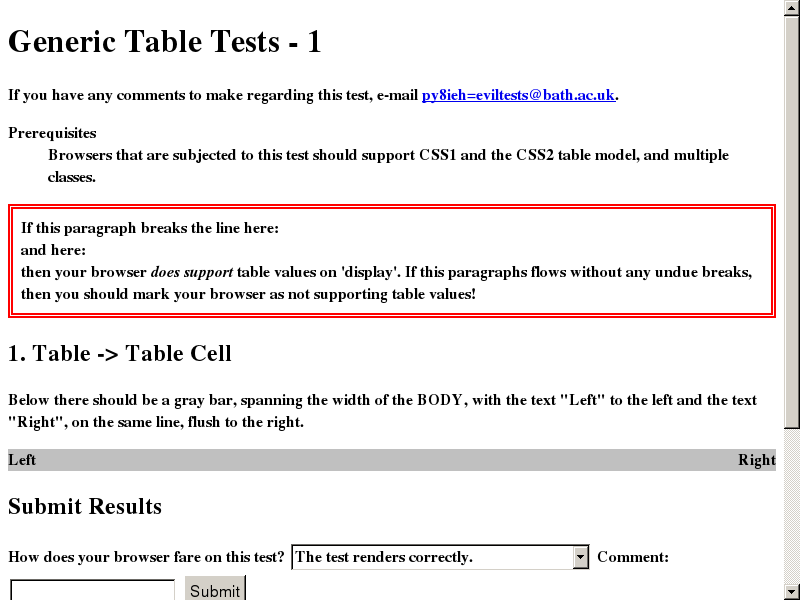 Generic Table Tests - 1
If you have any comments to make regarding this test, e-mail py8ieh=eviltests@bath.ac.uk.
Prerequisites
Browsers that are subjected to this test should support CSS1 and the CSS2 table model, and multiple
classes.
If this paragraph breaks the line here:
and here:
then your browser does support table values on 'display'. If this paragraphs flows without any undue breaks,
then you should mark your browser as not supporting table values!
1. Table -> Table Cell
Below there should be a gray bar, spanning the width of the BODY, with the text "Left" to the left and the text
"Right", on the same line, flush to the right.
Left Right
Submit Results
How does your browser fare on this test? The test renders correctly. Comment:
Submit